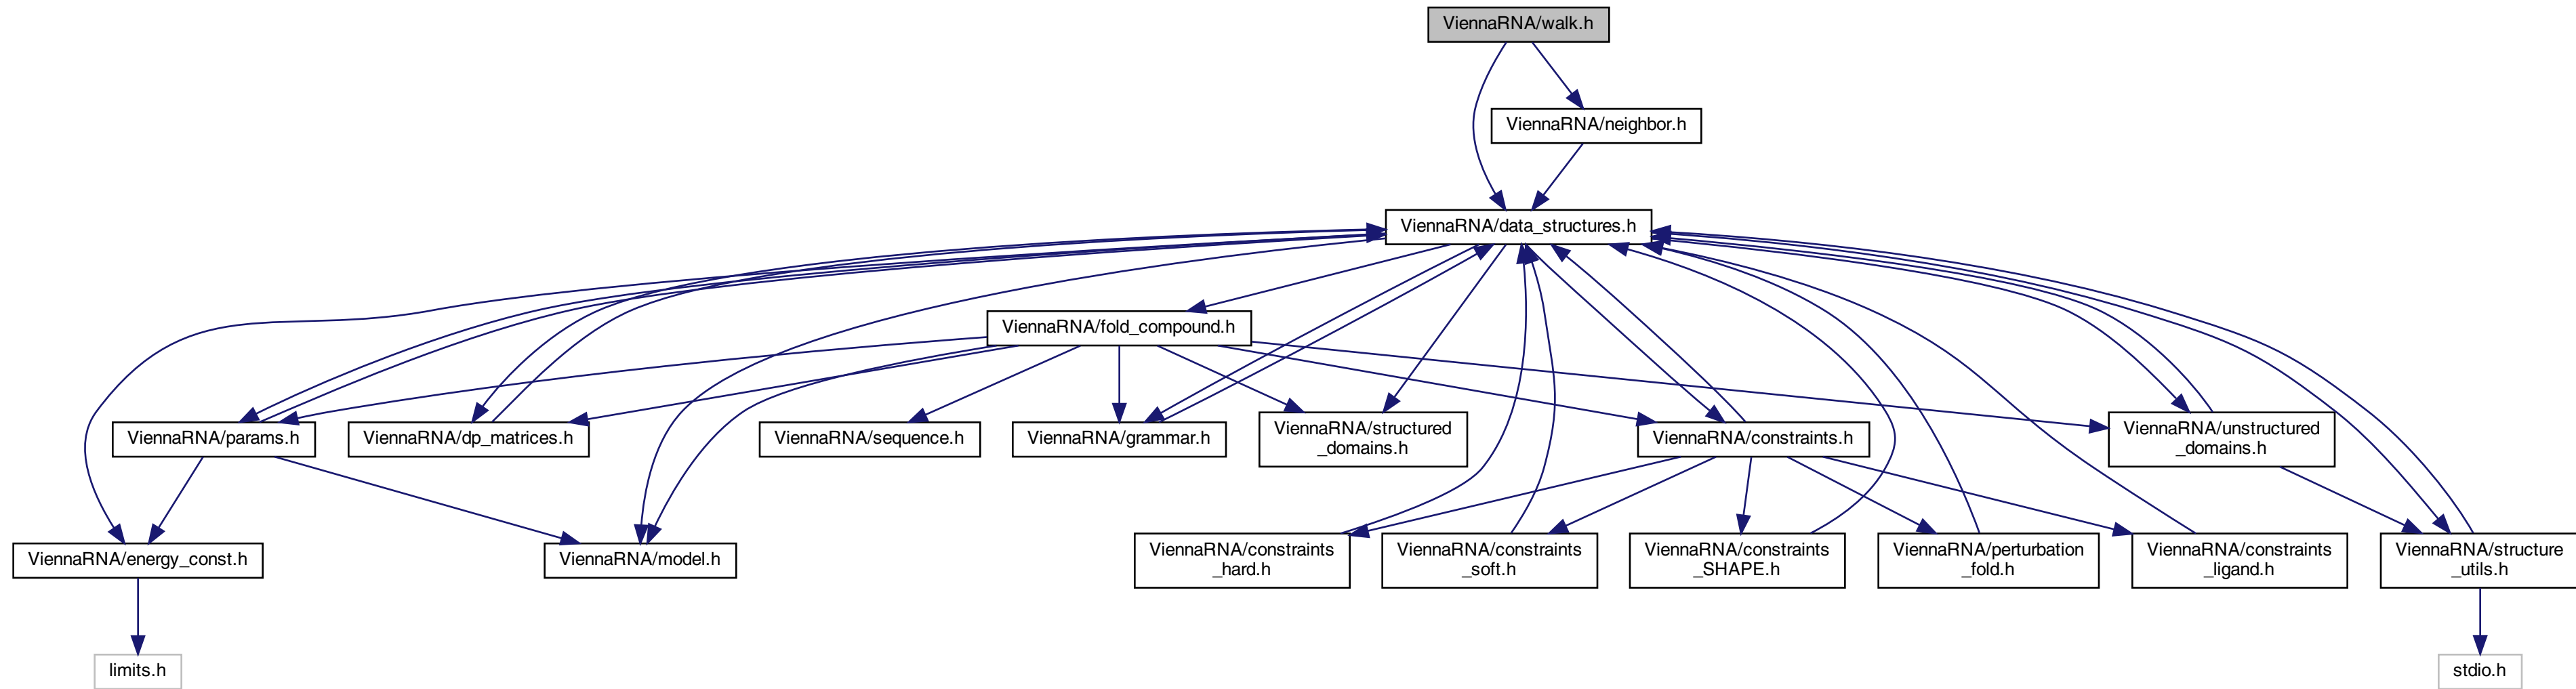 ViennaRNA/walk.h
ViennaRNA/neighbor.h
ViennaRNA/data_structures.h
ViennaRNA/fold_compound.h
ViennaRNA/params.h
ViennaRNA/dp_matrices.h
ViennaRNA/sequence.h
ViennaRNA/grammar.h
ViennaRNA/structured
_domains.h
ViennaRNA/constraints.h
ViennaRNA/unstructured
_domains.h
ViennaRNA/energy_const.h
ViennaRNA/model.h
ViennaRNA/constraints
_hard.h
ViennaRNA/constraints
_soft.h
ViennaRNA/constraints
_SHAPE.h
ViennaRNA/perturbation
_fold.h
ViennaRNA/constraints
_ligand.h
ViennaRNA/structure
_utils.h
limits.h
stdio.h